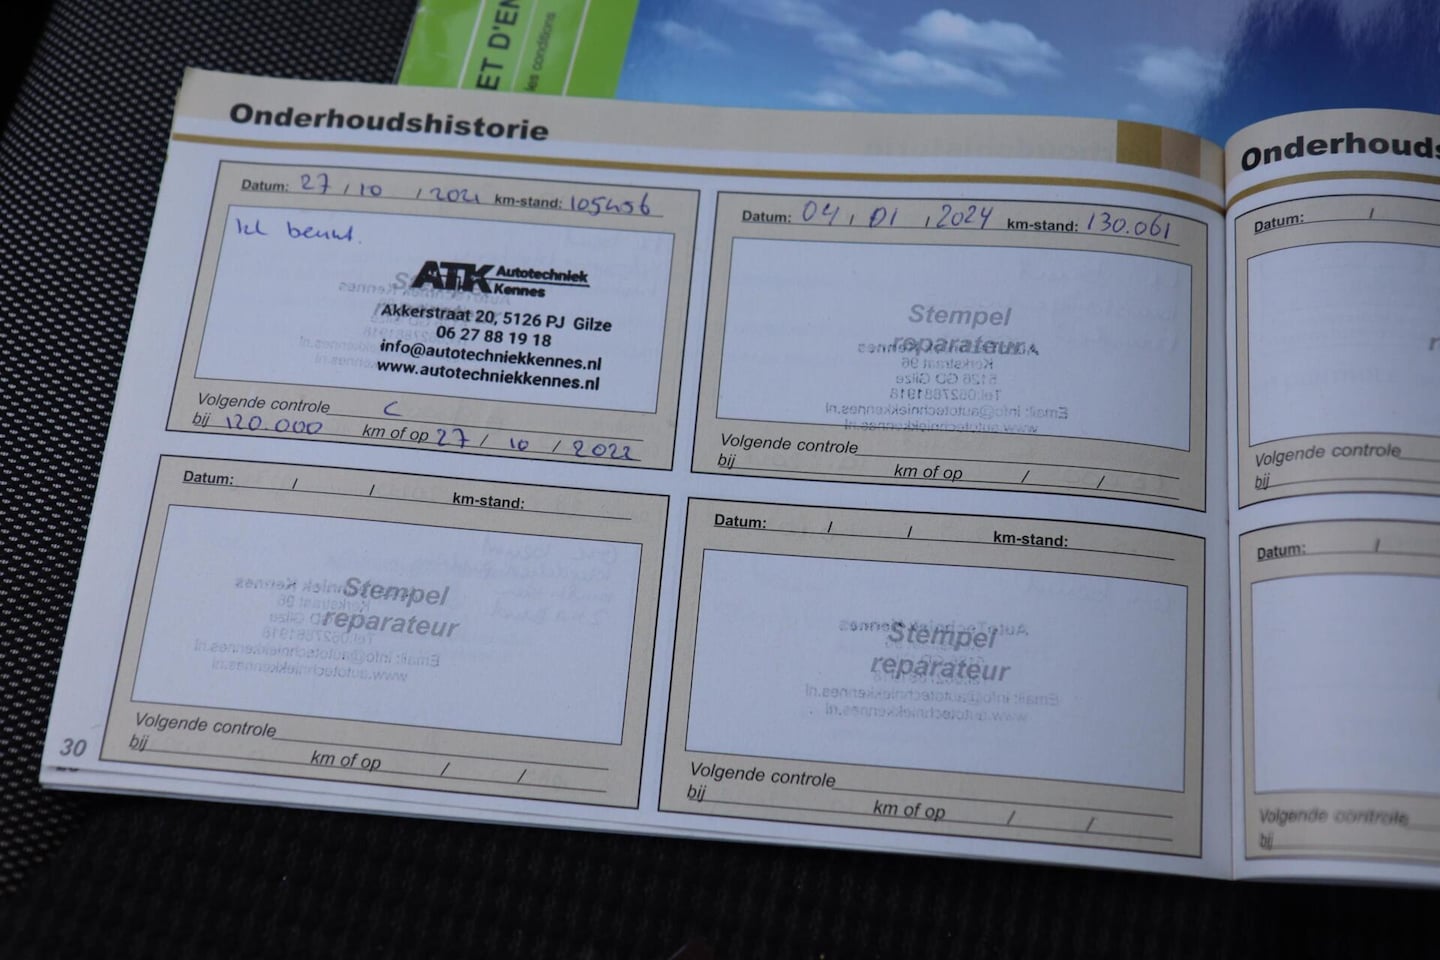 ET D'EN
les conditions
Onderhoudshistorie
Datum: 27 / 10 / 2021 km-stand: 105456
ATK Autotechniek
Kennes
Akkerstraat 20, 5126 PJ Gilze
06 27 88 19 18
info@autotechniekkennes.nl
www.autotechniekkennes.nl
Volgende controle C
bij 120.000 km of op 27 / 10 / 2022
Datum: 04 / 01 / 2024 km-stand: 130.061
Stempel
reparateur
Volgende controle
bij km of op / /
Datum: / / km-stand:
Stempel
reparateur
Volgende controle
bij km of op / /
Datum: / / km-stand:
Stempel
reparateur
Volgende controle
bij km of op / /
30
Onderhouds
Datum: /
Volgende controle
bij
Datum: /
Volgende controle
bij